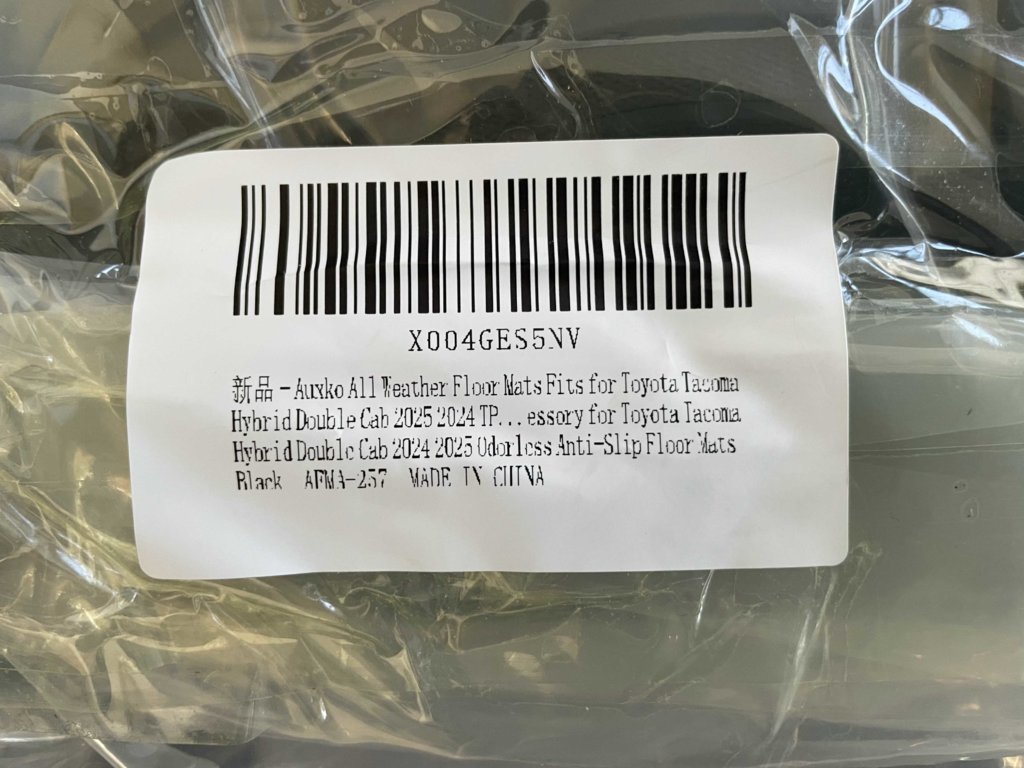 X004GES5NV
新品 - Auxko All Weather Floor Mats Fits for Toyota Tacoma
Hybrid Double Cab 2025 2024 TP... essory for Toyota Tacoma
Hybrid Double Cab 2024 2025 Odorless Anti-Slip Floor Mats
Black AFMA-257 MADE IN CHINA